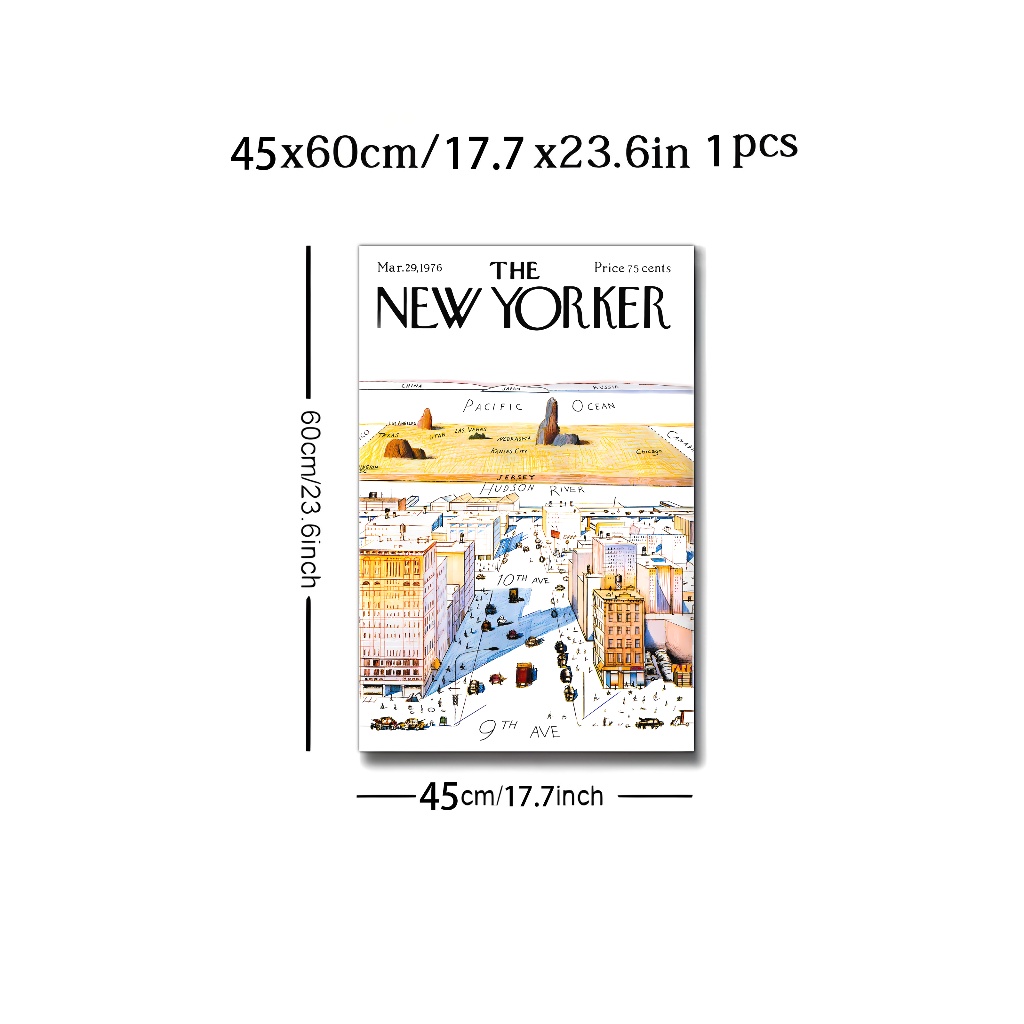 45x60cm/17.7 x23.6in 1pcs
Mar.29,1976
THE
Price 75 cents
NEW YORKER
CHINA
JAPAN
RUSSIA
PACIFIC OCEAN
LOS ANGELES
TEXAS
UTAH
LAS VEGAS
NEBRASKA
KANSAS CITY
Chicago
JERSEY
HUDSON RIVER
10TH AVE
9TH AVE
60cm/23.6inch
45cm/17.7inch